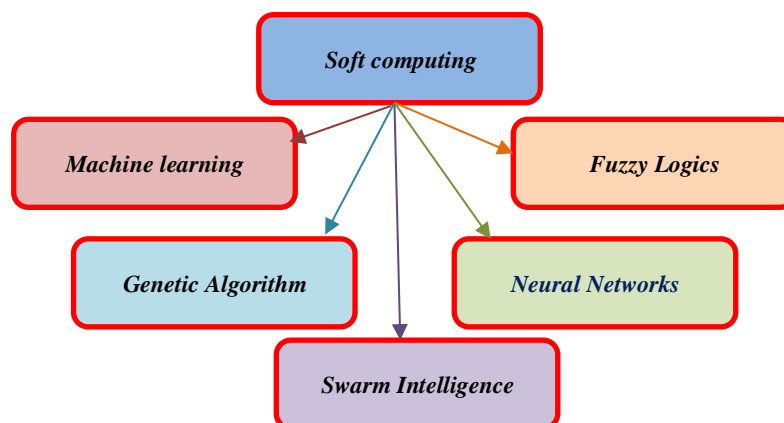 Soft computing
Machine learning
Fuzzy Logics
Genetic Algorithm
Neural Networks
Swarm Intelligence